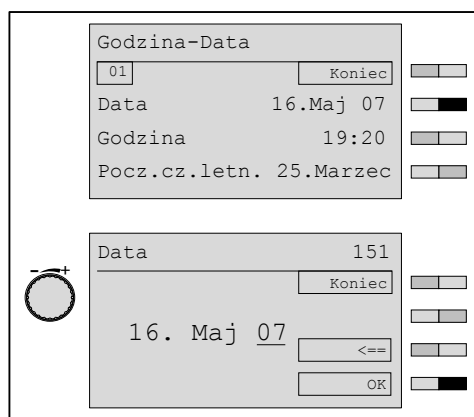 Godzina-Data
01 Koniec
Data 16.Maj 07
Godzina 19:20
Pocz.cz.letn. 25.Marzec
Data 151
- +
Koniec
16. Maj 07
<==
OK